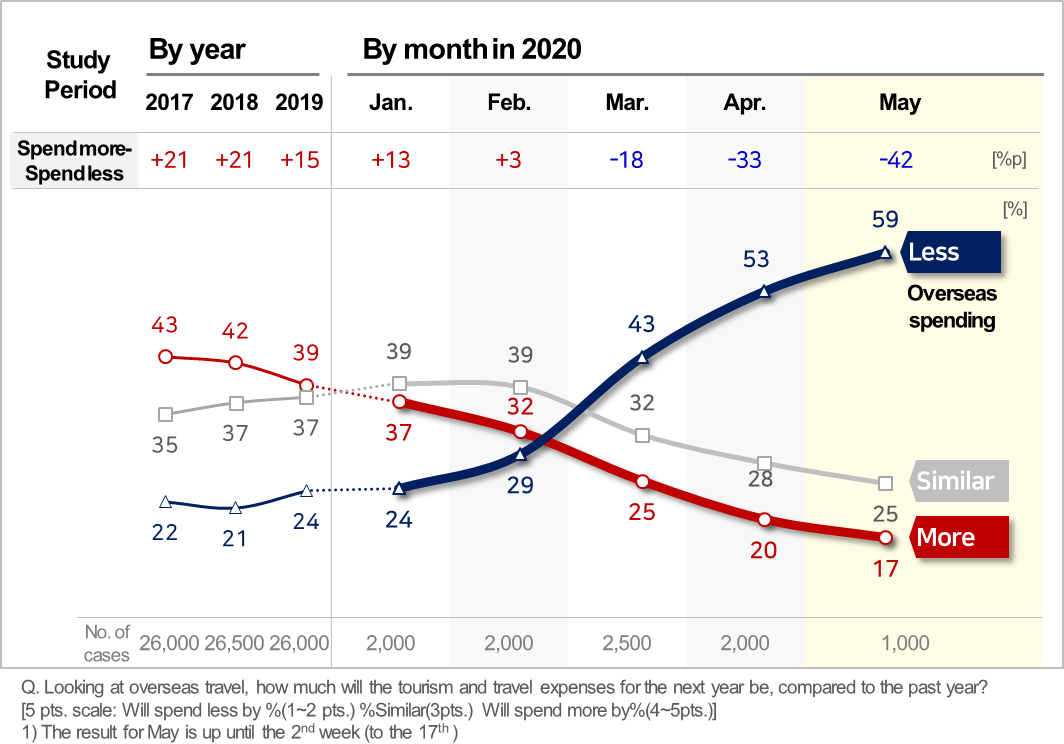 Study Period
By year
By month in 2020
2017 2018 2019 Jan. Feb. Mar. Apr. May
Spend more-
Spend less
+21 +21 +15 +13 +3 -18 -33 -42 [%p]
[%]
59
Less
53
Overseas
spending
43
43 42 39 39 39
32 32
35 37 37 37
28
Similar
29
25 25
22 21 24 24
More
20
17
No. of
cases
26,000 26,500 26,000 2,000 2,000 2,500 2,000 1,000
Q. Looking at overseas travel, how much will the tourism and travel expenses for the next year be, compared to the past year?
[5 pts. scale: Will spend less by %(1~2 pts.) %Similar(3pts.) Will spend more by%(4~5pts.)]
1) The result for May is up until the 2nd week (to the 17th )